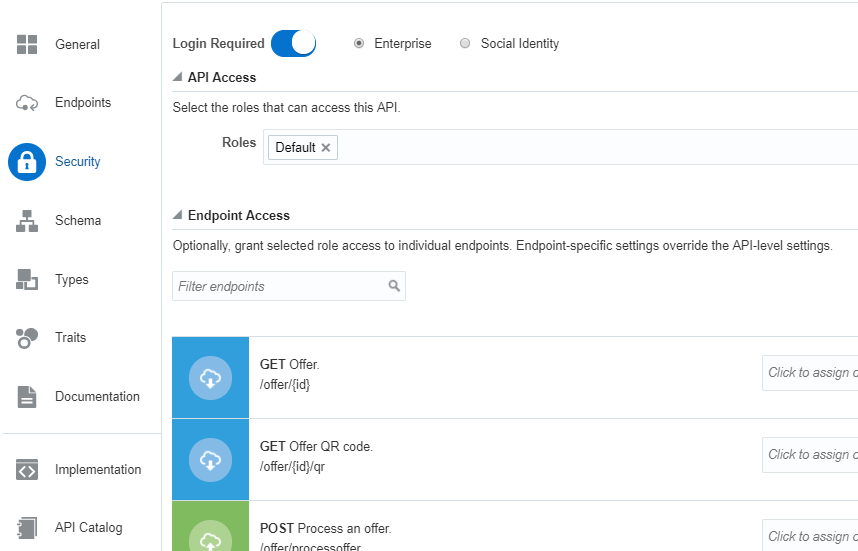 General
Endpoints
Security
Schema
Types
Traits
Documentation
Implementation
API Catalog
Login Required Enterprise Social Identity
API Access
Select the roles that can access this API.
Roles Default ×
Endpoint Access
Optionally, grant selected role access to individual endpoints. Endpoint-specific settings override the API-level settings.
Filter endpoints
GET Offer.
/offer/{id}
Click to assign
GET Offer QR code.
/offer/{id}/qr
Click to assign
POST Process an offer.
/offer/processoffer
Click to assign